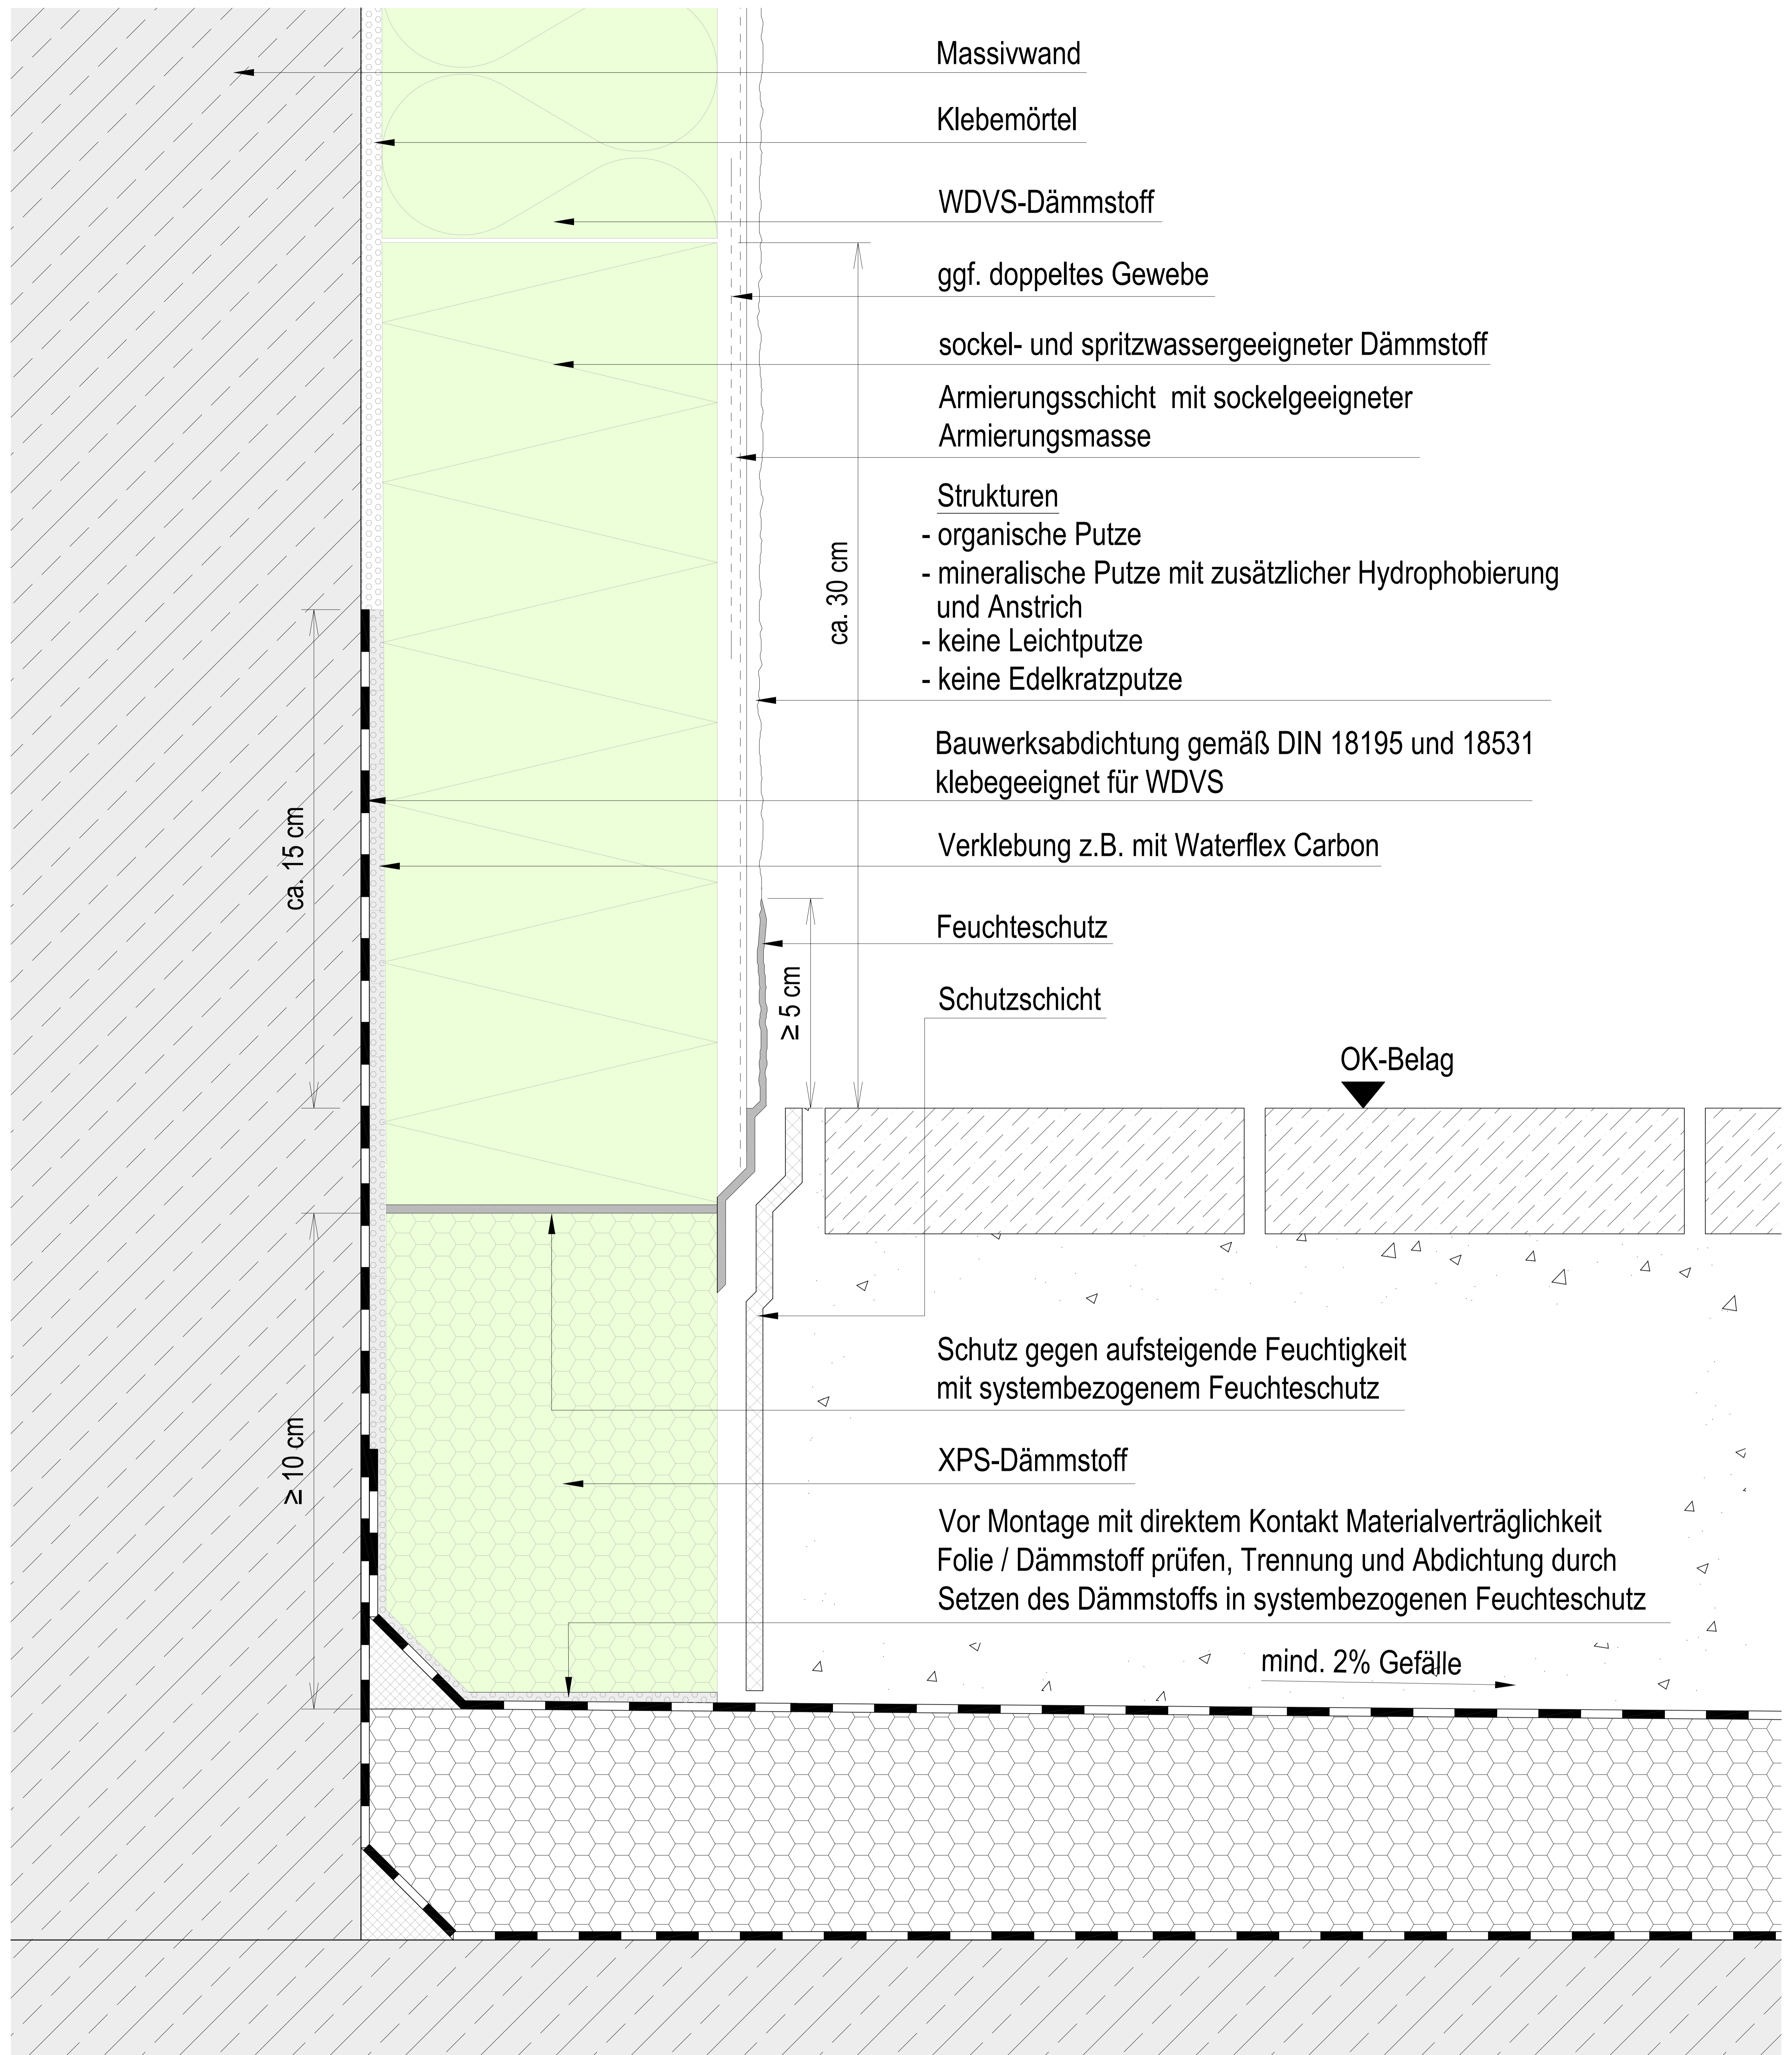 Massivwand
Klebemörtel
WDVS-Dämmstoff
ggf. doppeltes Gewebe
sockel- und spritzwassergeeigneter Dämmstoff
Armierungsschicht mit sockelgeeigneter
Armierungsmasse
Strukturen
- organische Putze
- mineralische Putze mit zusätzlicher Hydrophobierung
und Anstrich
- keine Leichtputze
- keine Edelkratzputze
ca. 30 cm
Bauwerksabdichtung gemäß DIN 18195 und 18531
klebegeeignet für WDVS
ca. 15 cm
Verklebung z.B. mit Waterflex Carbon
Feuchteschutz
≥ 5 cm
Schutzschicht
OK-Belag
Schutz gegen aufsteigende Feuchtigkeit
mit systembezogenem Feuchteschutz
≥ 10 cm
XPS-Dämmstoff
Vor Montage mit direktem Kontakt Materialverträglichkeit
Folie / Dämmstoff prüfen, Trennung und Abdichtung durch
Setzen des Dämmstoffs in systembezogenen Feuchteschutz
mind. 2% Gefälle